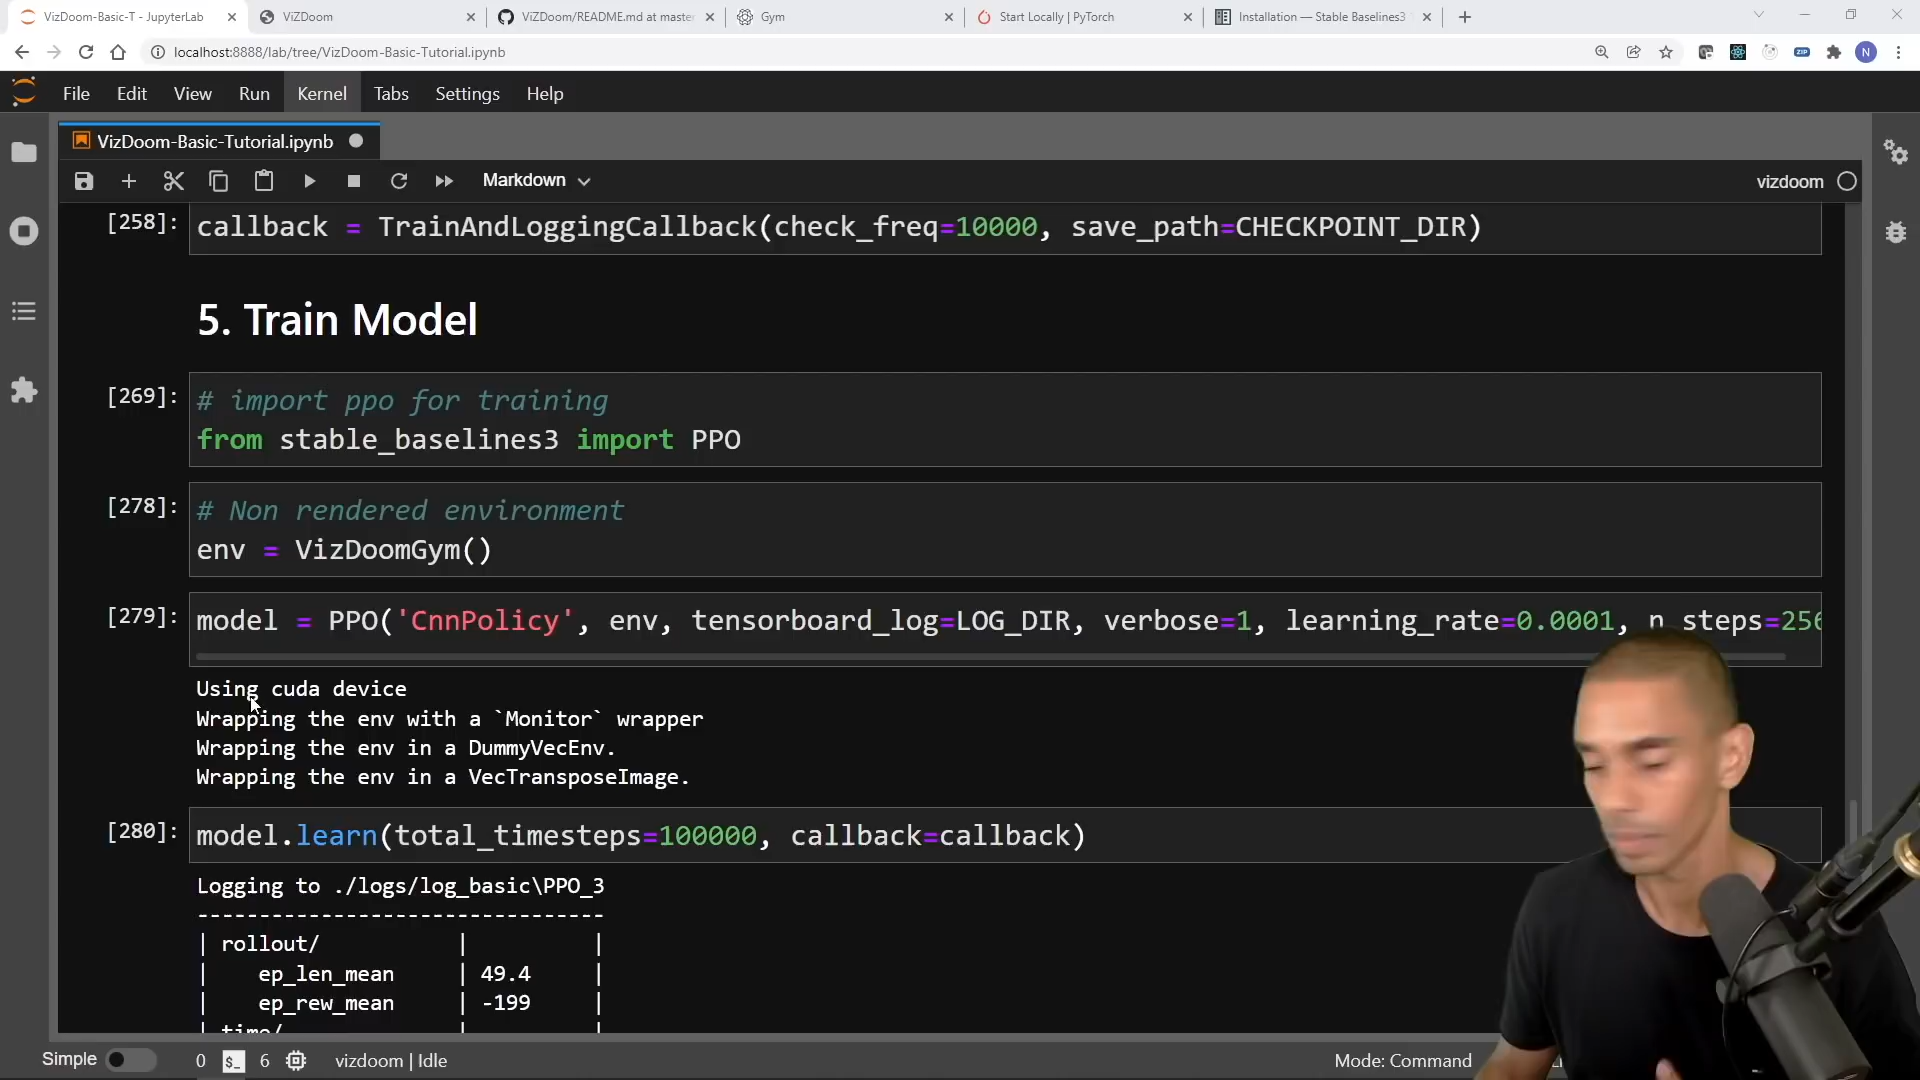 VizDoom-Basic-T - JupyterLab
ViZDoom
ViZDoom/README.md at master
Gym
Start Locally | PyTorch
Installation — Stable Baselines3
localhost:8888/lab/tree/VizDoom-Basic-Tutorial.ipynb
ZIP
N
File Edit View Run Kernel Tabs Settings Help
VizDoom-Basic-Tutorial.ipynb
Markdown
vizdoom
[258]: callback = TrainAndLoggingCallback(check_freq=10000, save_path=CHECKPOINT_DIR)
5. Train Model
[269]: # import ppo for training
from stable_baselines3 import PPO
[278]: # Non rendered environment
env = VizDoomGym()
[279]: model = PPO('CnnPolicy', env, tensorboard_log=LOG_DIR, verbose=1, learning_rate=0.0001, n_steps=256
Using cuda device
Wrapping the env with a `Monitor` wrapper
Wrapping the env in a DummyVecEnv.
Wrapping the env in a VecTransposeImage.
[280]: model.learn(total_timesteps=100000, callback=callback)
Logging to ./logs/log_basic\PPO_3
---------------------------------
| rollout/ | |
| ep_len_mean | 49.4 |
| ep_rew_mean | -199 |
| time/ | |
Simple 0 $_ 6 vizdoom | Idle Mode: Command